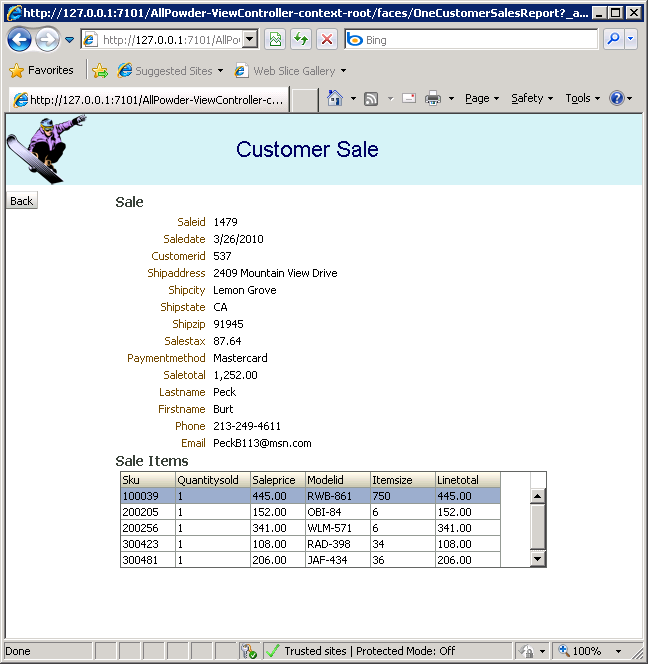 http://127.0.0.1:7101/AllPowder-ViewController-context-root/faces/OneCustomerSalesReport?_a...
http://127.0.0.1:7101/AllPo
Bing
Favorites Suggested Sites Web Slice Gallery
http://127.0.0.1:7101/AllPowder-ViewController-c...
Page Safety Tools
Customer Sale
Back
Sale
Saleid 1479
Saledate 3/26/2010
Customerid 537
Shipaddress 2409 Mountain View Drive
Shipcity Lemon Grove
Shipstate CA
Shipzip 91945
Salestax 87.64
Paymentmethod Mastercard
Saletotal 1,252.00
Lastname Peck
Firstname Burt
Phone 213-249-4611
Email PeckB113@msn.com
Sale Items
Sku Quantitysold Saleprice Modelid Itemsize Linetotal
100039 1 445.00 RWB-861 750 445.00
200205 1 152.00 OBI-84 6 152.00
200256 1 341.00 WLM-571 6 341.00
300423 1 108.00 RAD-398 34 108.00
300481 1 206.00 JAF-434 36 206.00
Done Trusted sites | Protected Mode: Off 100%